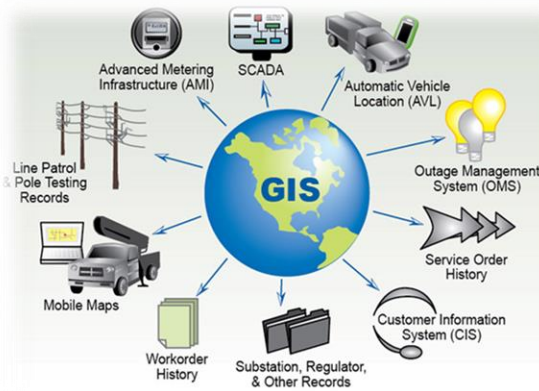 Advanced Metering
Infrastructure (AMI)
SCADA
Automatic Vehicle
Location (AVL)
Line Patrol
& Pole Testing
Records
GIS
Outage Management
System (OMS)
Service Order
History
Mobile Maps
Customer Information
System (CIS)
Workorder
History
Substation, Regulator,
& Other Records